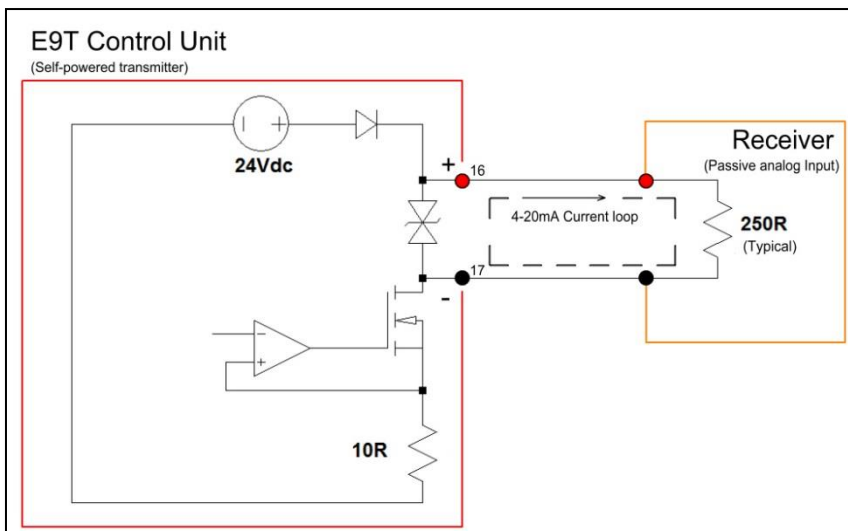 E9T Control Unit
(Self-powered transmitter)
24Vdc
+
16
Receiver
(Passive analog Input)
4-20mA Current loop
250R
(Typical)
17
-
10R